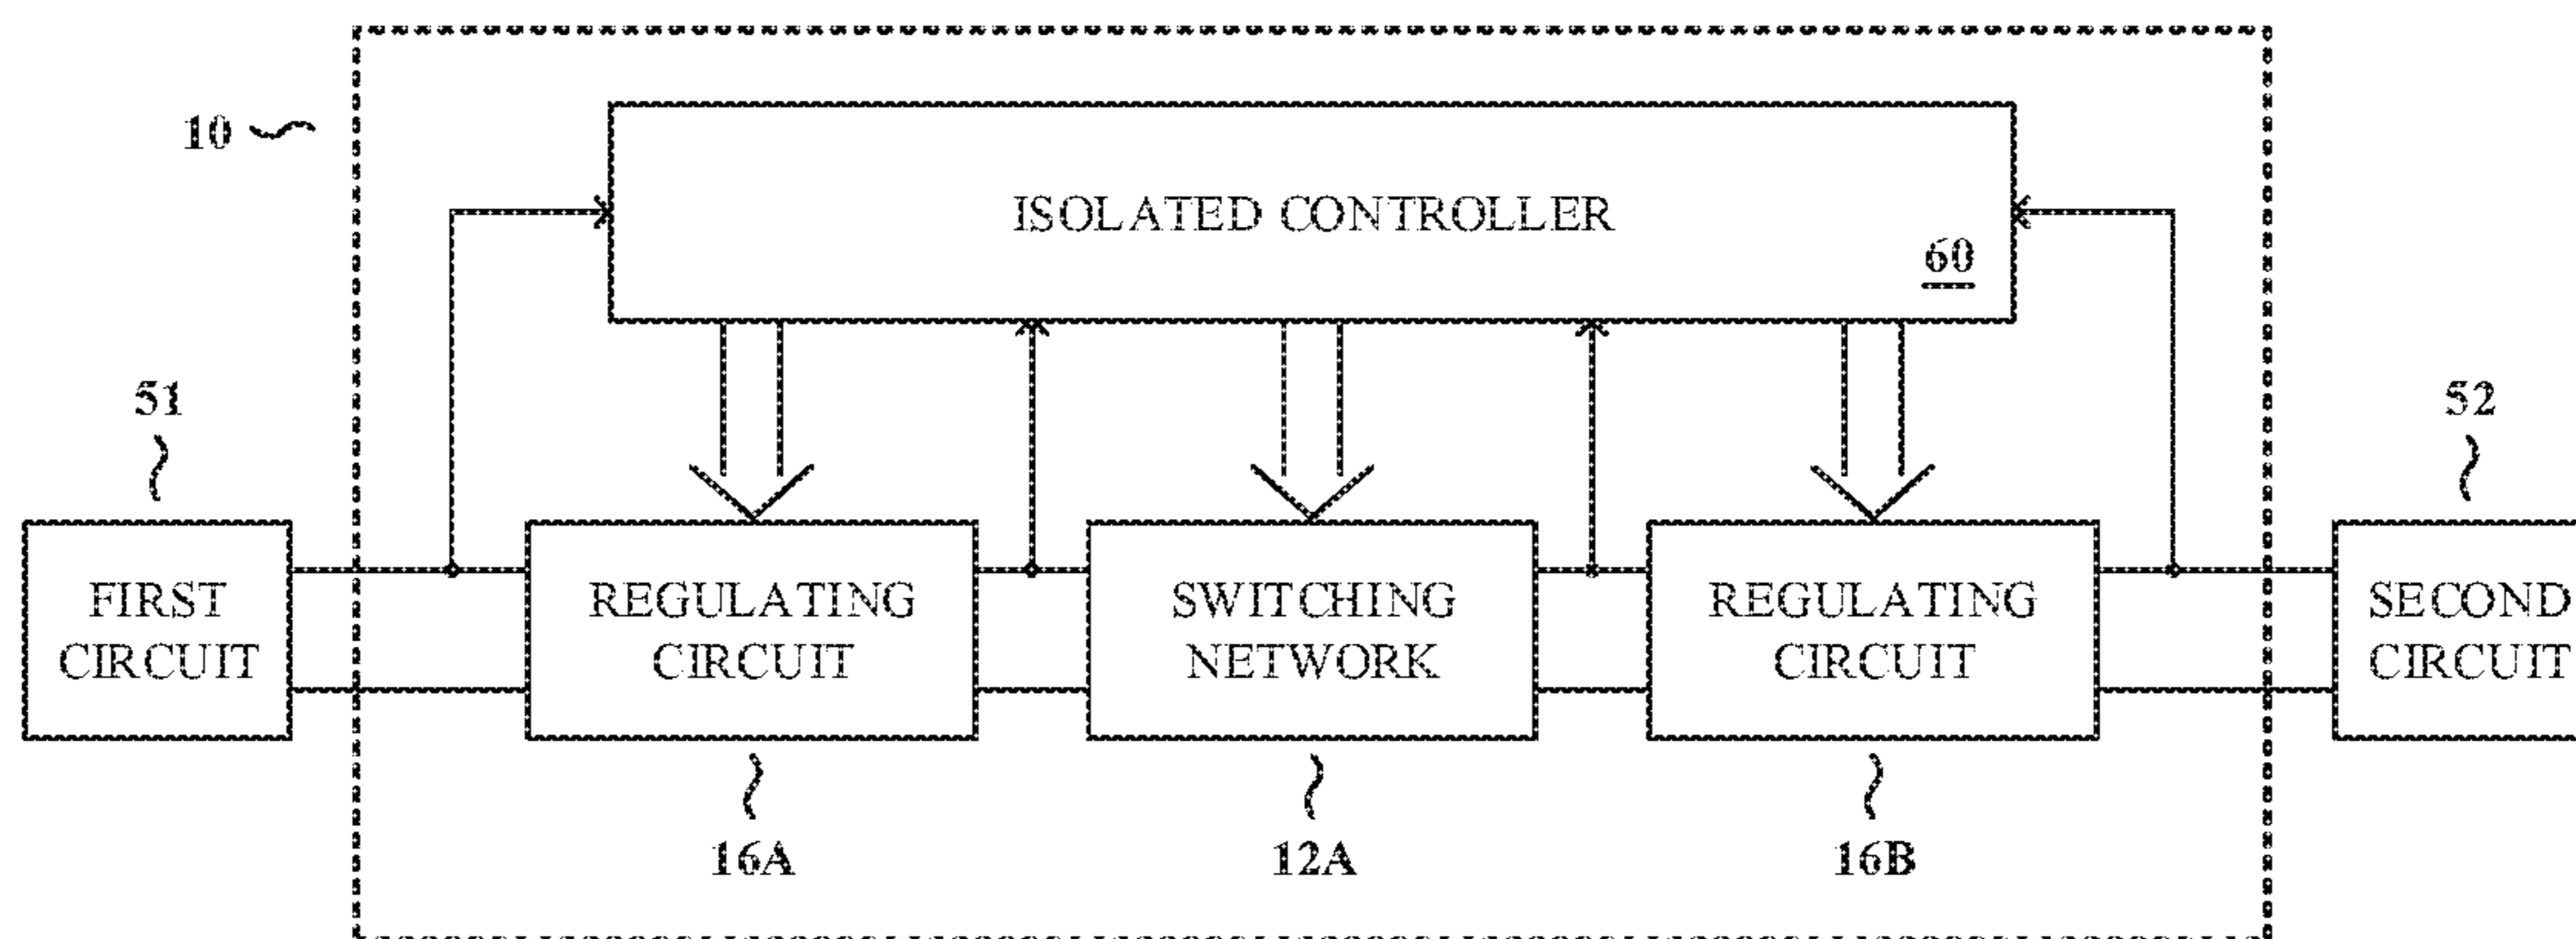 10
ISOLATED CONTROLLER
60
51
52
FIRST
CIRCUIT
REGULATING
CIRCUIT
SWITCHING
NETWORK
REGULATING
CIRCUIT
SECOND
CIRCUIT
16A
12A
16B